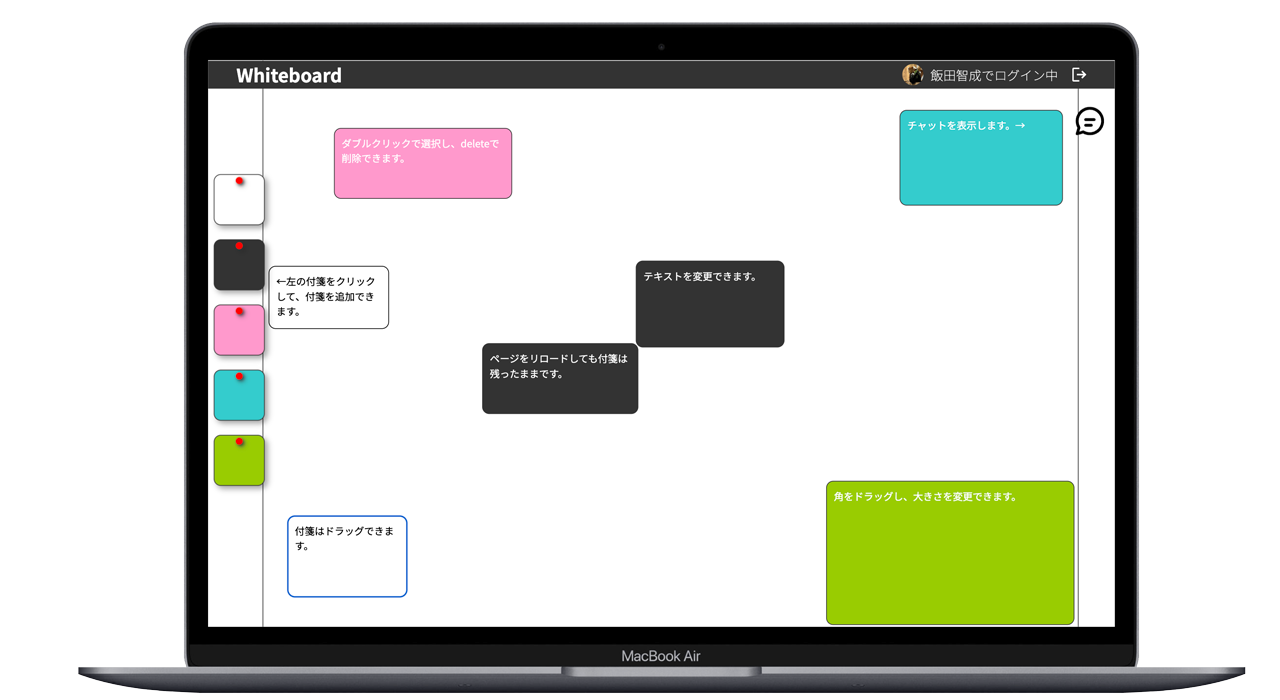 Whiteboard
飯田智成でログイン中
ダブルクリックで選択し、deleteで
削除できます。
チャットを表示します。→
←左の付箋をクリック
して、付箋を追加でき
ます。
テキストを変更できます。
ページをリロードしても付箋は
残ったままです。
角をドラッグし、大きさを変更できます。
付箋はドラッグできま
す。
MacBook Air